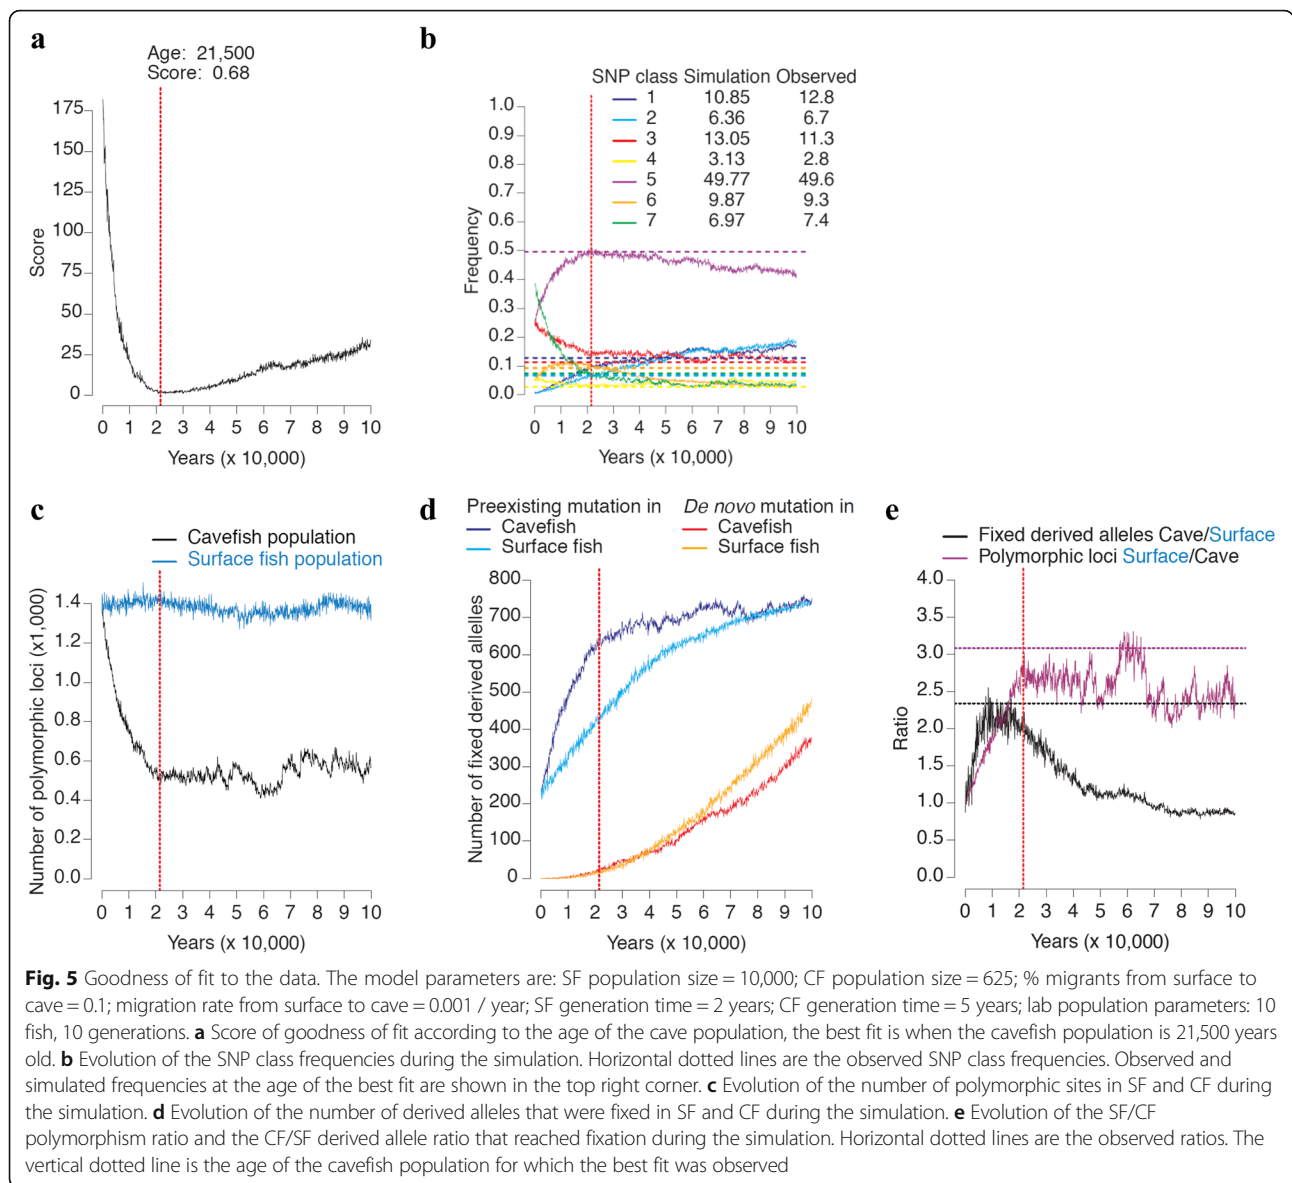 a
Age: 21,500
Score: 0.68
175
150
125
100
75
50
25
0
Score
0 1 2 3 4 5 6 7 8 9 10
Years (x 10,000)
b
SNP class Simulation Observed
1 10.85 12.8
2 6.36 6.7
3 13.05 11.3
4 3.13 2.8
5 49.77 49.6
6 9.87 9.3
7 6.97 7.4
1.0
0.9
0.8
0.7
0.6
0.5
0.4
0.3
0.2
0.1
0.0
Frequency
0 1 2 3 4 5 6 7 8 9 10
Years (x 10,000)
c
Cavefish population
Surface fish population
1.4
1.2
1.0
0.8
0.6
0.4
0.2
0.0
Number of polymorphic loci (x1,000)
0 1 2 3 4 5 6 7 8 9 10
Years (x 10,000)
d
Preexisting mutation in De novo mutation in
Cavefish Cavefish
Surface fish Surface fish
800
700
600
500
400
300
200
100
0
Number of fixed derived alleles
0 1 2 3 4 5 6 7 8 9 10
Years (x 10,000)
e
Fixed derived alleles Cave/Surface
Polymorphic loci Surface/Cave
4.0
3.5
3.0
2.5
2.0
1.5
1.0
0.5
0.0
Ratio
0 1 2 3 4 5 6 7 8 9 10
Years (x 10,000)
Fig. 5 Goodness of fit to the data. The model parameters are: SF population size = 10,000; CF population size = 625; % migrants from surface to
cave = 0.1; migration rate from surface to cave = 0.001 / year; SF generation time = 2 years; CF generation time = 5 years; lab population parameters: 10
fish, 10 generations. a Score of goodness of fit according to the age of the cave population, the best fit is when the cavefish population is 21,500 years
old. b Evolution of the SNP class frequencies during the simulation. Horizontal dotted lines are the observed SNP class frequencies. Observed and
simulated frequencies at the age of the best fit are shown in the top right corner. c Evolution of the number of polymorphic sites in SF and CF during
the simulation. d Evolution of the number of derived alleles that were fixed in SF and CF during the simulation. e Evolution of the SF/CF
polymorphism ratio and the CF/SF derived allele ratio that reached fixation during the simulation. Horizontal dotted lines are the observed ratios. The
vertical dotted line is the age of the cavefish population for which the best fit was observed